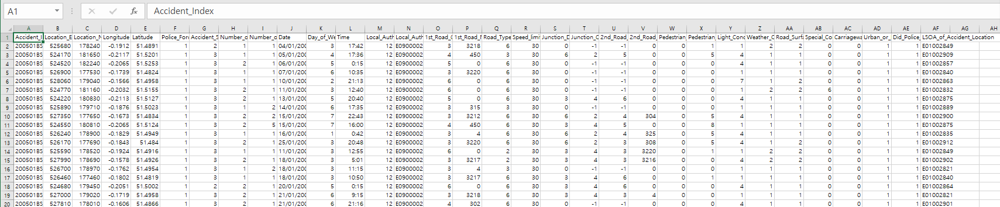 A1 fx Accident_Index
A B C D E F G H I J K L M N O P Q R S T U V W X Y Z AA AB AC AD AE AF AG AH
1 Accident_I Location_E Location_N Longitude Latitude Police_For Accident_S Number_o Number_o Date Day_of_We Time Local_Auth Local_Auth 1st_Road_C 1st_Road_N Road_Type Speed_limit Junction_D Junction_C 2nd_Road_ 2nd_Road_ Pedestrian_ Pedestrian_ Light_Cond Weather_C Road_Surfa Special_Co Carriagewa Urban_or_ Did_Police_ LSOA_of_Accident_Location
2 200501BS 525680 178240 -0.1912 51.4891 1 2 1 1 04/01/200 3 17:42 12 E0900002 3 3218 6 30 0 -1 -1 0 0 1 1 2 2 0 0 1 1 E01002849
3 200501BS 524170 181650 -0.2117 51.5201 1 3 1 1 05/01/200 4 17:36 12 E0900002 4 450 3 30 6 2 5 0 0 5 4 1 1 0 0 1 1 E01002909
4 200501BS 524520 182240 -0.2065 51.5253 1 3 2 1 06/01/200 5 0:15 12 E0900002 5 0 6 30 0 -1 -1 0 0 0 4 1 1 0 0 1 1 E01002857
5 200501BS 526900 177530 -0.1739 51.4824 1 3 1 1 07/01/200 6 10:35 12 E0900002 3 3220 6 30 0 -1 -1 0 0 0 1 1 1 0 0 1 1 E01002840
6 200501BS 528060 179040 -0.1566 51.4958 1 3 1 1 10/01/200 2 21:13 12 E0900002 6 0 6 30 0 -1 -1 0 0 0 7 1 2 0 0 1 1 E01002863
7 200501BS 524770 181160 -0.2032 51.5155 1 3 2 1 11/01/200 3 12:40 12 E0900002 6 0 6 30 0 -1 -1 0 0 0 1 2 2 6 0 1 1 E01002832
8 200501BS 524220 180830 -0.2113 51.5127 1 3 2 1 13/01/200 5 20:40 12 E0900002 5 0 6 30 3 4 6 0 0 0 4 1 1 0 0 1 1 E01002875
9 200501BS 525890 179710 -0.1876 51.5023 1 3 1 2 14/01/200 6 17:35 12 E0900002 3 315 3 30 0 -1 -1 0 0 0 1 1 1 0 0 1 1 E01002889
10 200501BS 527350 177650 -0.1673 51.4834 1 3 2 2 15/01/200 7 22:43 12 E0900002 3 3212 6 30 6 2 4 304 0 5 4 1 1 0 0 1 1 E01002900
11 200501BS 524550 180810 -0.2065 51.5124 1 3 2 5 15/01/200 7 16:00 12 E0900002 4 450 6 30 3 4 5 0 0 8 1 1 1 0 0 1 1 E01002875
12 200501BS 526240 178900 -0.1829 51.4949 1 3 1 1 16/01/200 1 0:42 12 E0900002 3 4 6 30 6 2 4 325 0 5 4 1 1 0 0 1 1 E01002835
13 200501BS 526170 177690 -0.1843 51.484 1 3 2 1 25/01/200 3 20:48 12 E0900002 3 3220 6 30 6 2 3 308 0 5 4 1 2 0 0 1 1 E01002912
14 200501BS 525590 178520 -0.1924 51.4916 1 3 1 1 11/01/200 3 12:55 12 E0900002 6 0 2 30 3 4 3 3220 0 1 1 2 2 0 0 1 1 E01002849
15 200501BS 527990 178690 -0.1578 51.4926 1 3 2 1 18/01/200 3 5:01 12 E0900002 3 3217 2 30 3 4 3 3216 0 0 4 2 2 0 0 1 1 E01002902
16 200501BS 526700 178970 -0.1762 51.4954 1 3 1 2 18/01/200 3 11:15 12 E0900002 3 4 3 30 0 -1 -1 0 0 0 1 1 1 0 0 1 1 E01002821
17 200501BS 526460 177460 -0.1802 51.4819 1 3 1 1 18/01/200 3 10:50 12 E0900002 3 3217 6 30 3 4 6 0 0 1 1 1 1 0 0 1 1 E01002840
18 200501BS 524680 179450 -0.2051 51.5002 1 3 2 1 20/01/200 5 0:15 12 E0900002 6 0 6 30 3 4 6 0 0 0 4 1 1 0 0 1 1 E01002864
19 200501BS 527000 179020 -0.1719 51.4958 1 3 2 1 21/01/200 6 9:15 12 E0900002 3 3218 6 30 3 4 3 4 0 0 1 1 1 0 0 1 1 E01002821
20 200501BS 527810 178010 -0.1606 51.4866 1 3 2 1 21/01/200 6 21:16 12 E0900002 4 302 6 30 0 -1 -1 0 0 0 4 1 1 0 0 1 1 E01002901